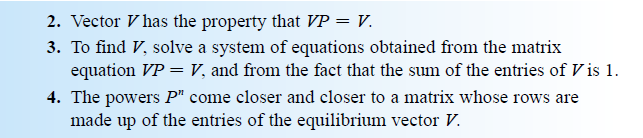 2. Vector V has the property that VP = V.
3. To find V, solve a system of equations obtained from the matrix
equation VP = V, and from the fact that the sum of the entries of V is 1.
4. The powers Pⁿ come closer and closer to a matrix whose rows are
made up of the entries of the equilibrium vector V.